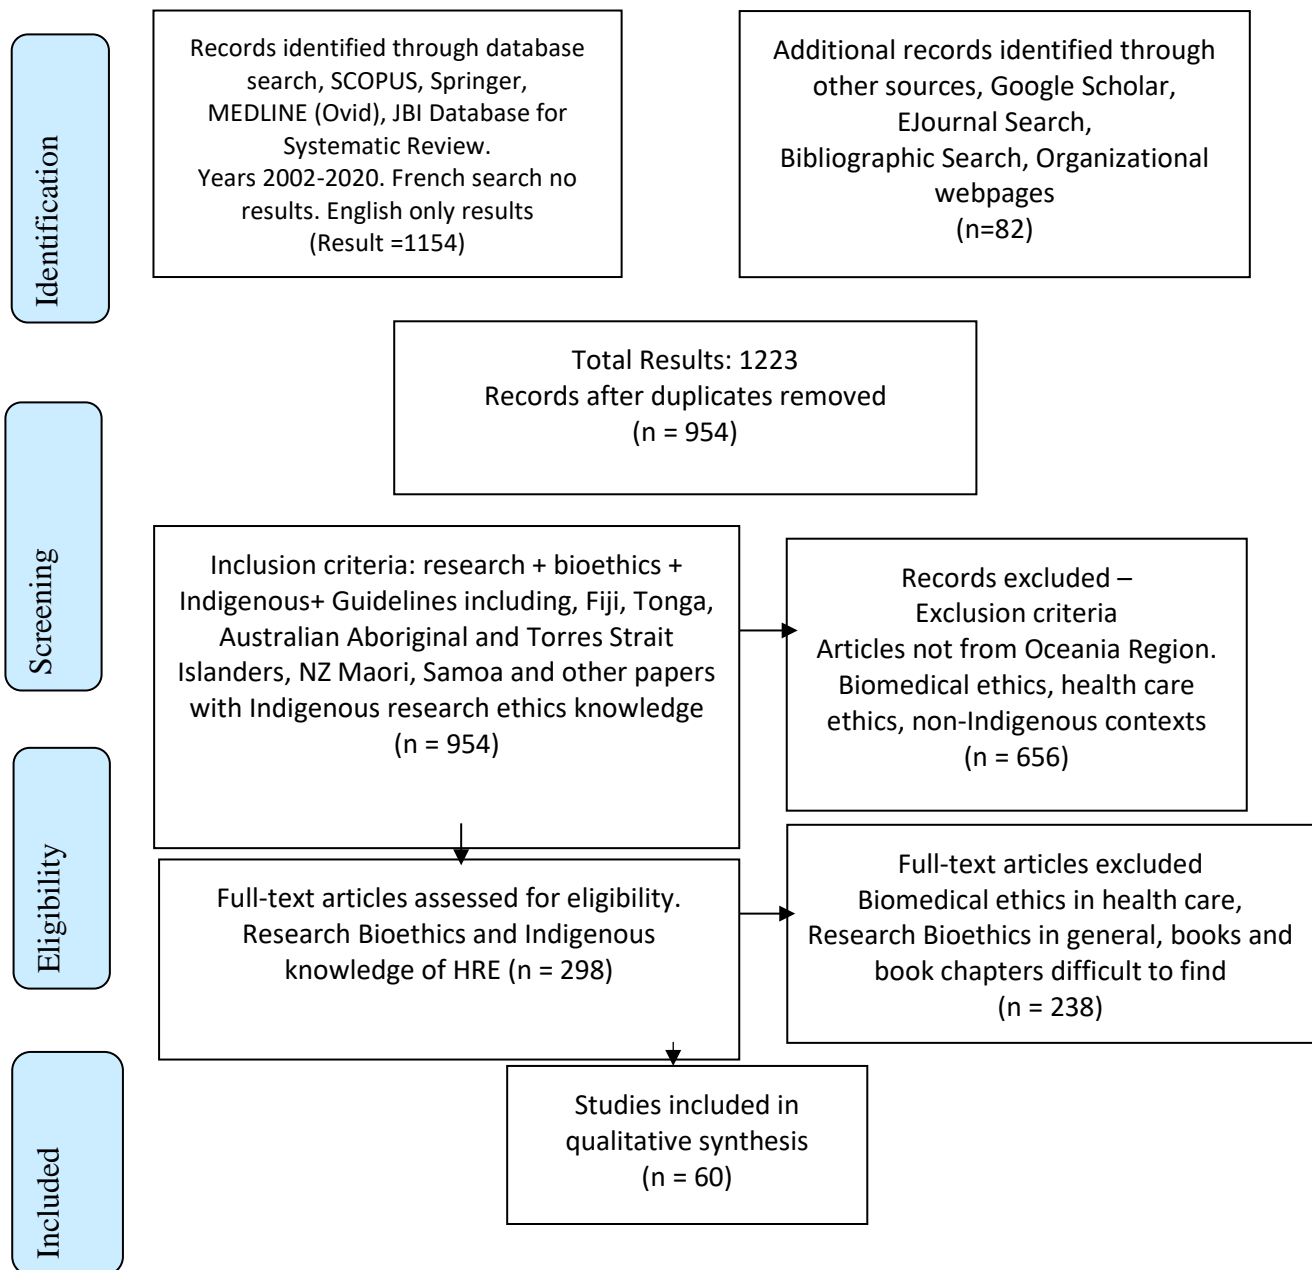 Identification
Records identified through database
search, SCOPUS, Springer,
MEDLINE (Ovid), JBI Database for
Systematic Review.
Years 2002-2020. French search no
results. English only results
(Result =1154)
Additional records identified through
other sources, Google Scholar,
EJournal Search,
Bibliographic Search, Organizational
webpages
(n=82)
Total Results: 1223
Records after duplicates removed
(n = 954)
Screening
Inclusion criteria: research + bioethics +
Indigenous+ Guidelines including, Fiji, Tonga,
Australian Aboriginal and Torres Strait
Islanders, NZ Maori, Samoa and other papers
with Indigenous research ethics knowledge
(n = 954)
Records excluded –
Exclusion criteria
Articles not from Oceania Region.
Biomedical ethics, health care
ethics, non-Indigenous contexts
(n = 656)
Eligibility
Full-text articles assessed for eligibility.
Research Bioethics and Indigenous
knowledge of HRE (n = 298)
Full-text articles excluded
Biomedical ethics in health care,
Research Bioethics in general, books and
book chapters difficult to find
(n = 238)
Included
Studies included in
qualitative synthesis
(n = 60)